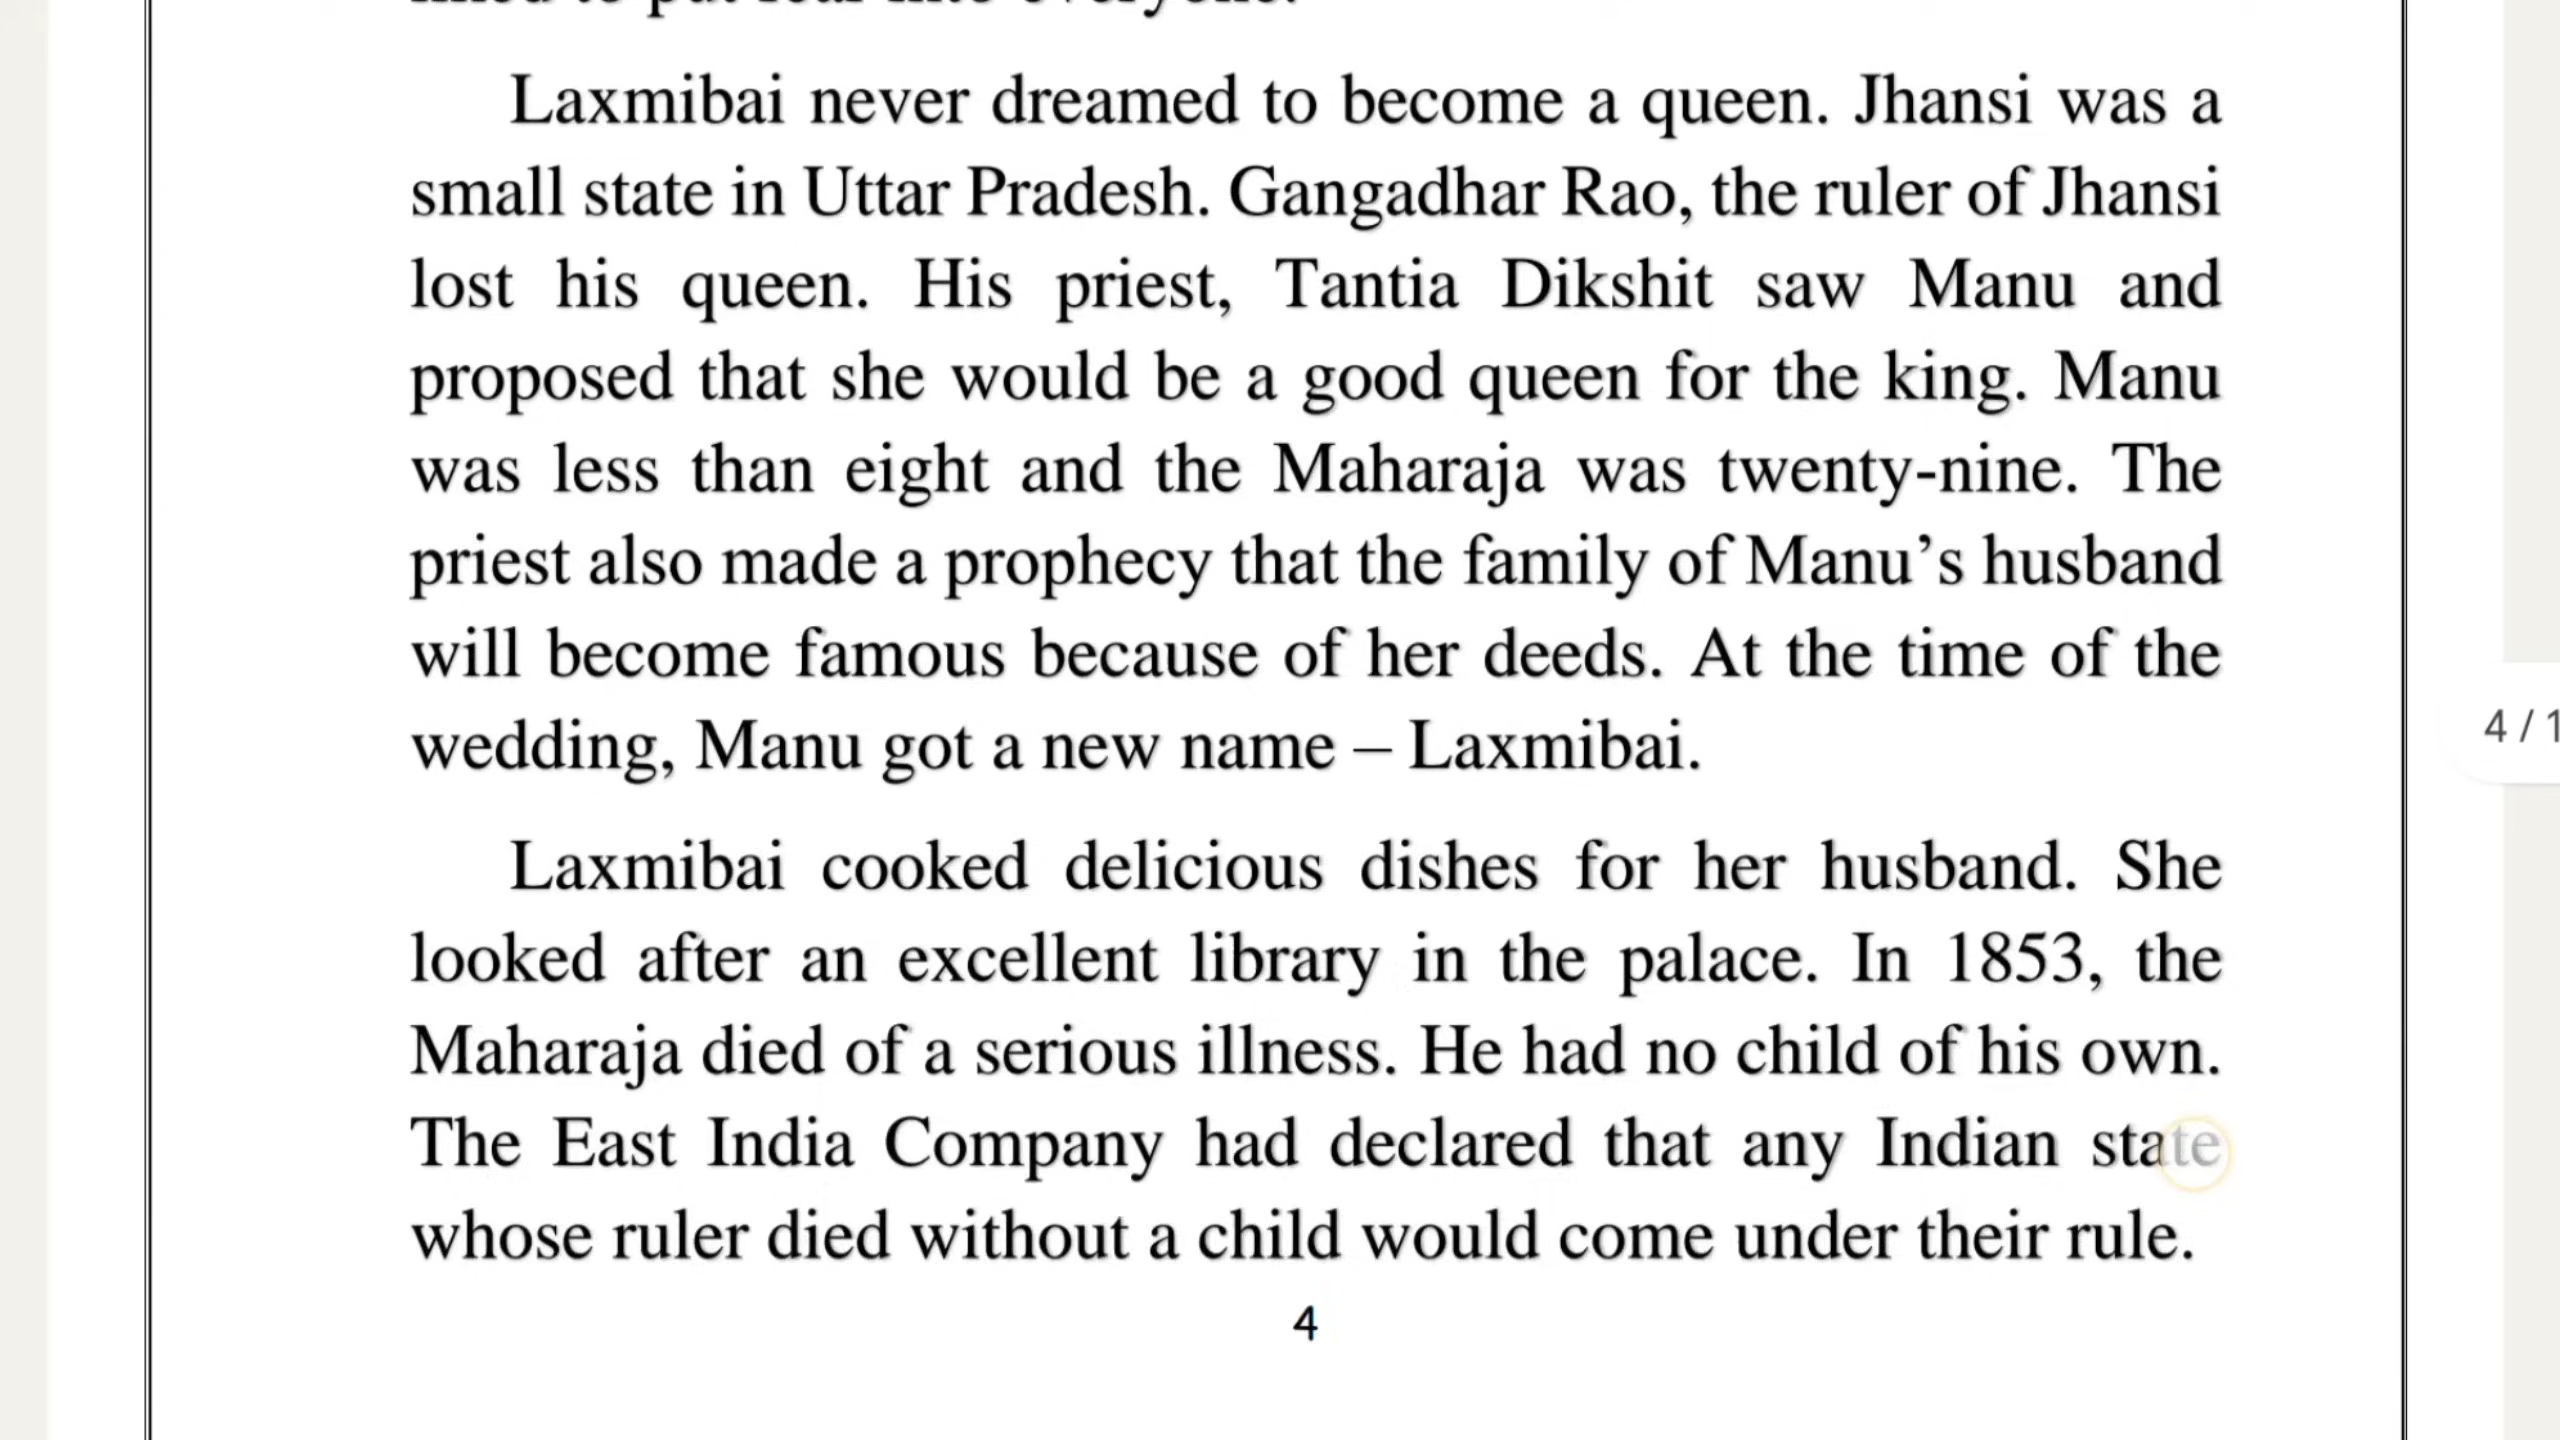 Laxmibai never dreamed to become a queen. Jhansi was a
small state in Uttar Pradesh. Gangadhar Rao, the ruler of Jhansi
lost his queen. His priest, Tantia Dikshit saw Manu and
proposed that she would be a good queen for the king. Manu
was less than eight and the Maharaja was twenty-nine. The
priest also made a prophecy that the family of Manu’s husband
will become famous because of her deeds. At the time of the
wedding, Manu got a new name – Laxmibai.
Laxmibai cooked delicious dishes for her husband. She
looked after an excellent library in the palace. In 1853, the
Maharaja died of a serious illness. He had no child of his own.
The East India Company had declared that any Indian state
whose ruler died without a child would come under their rule.
4
4 / 1